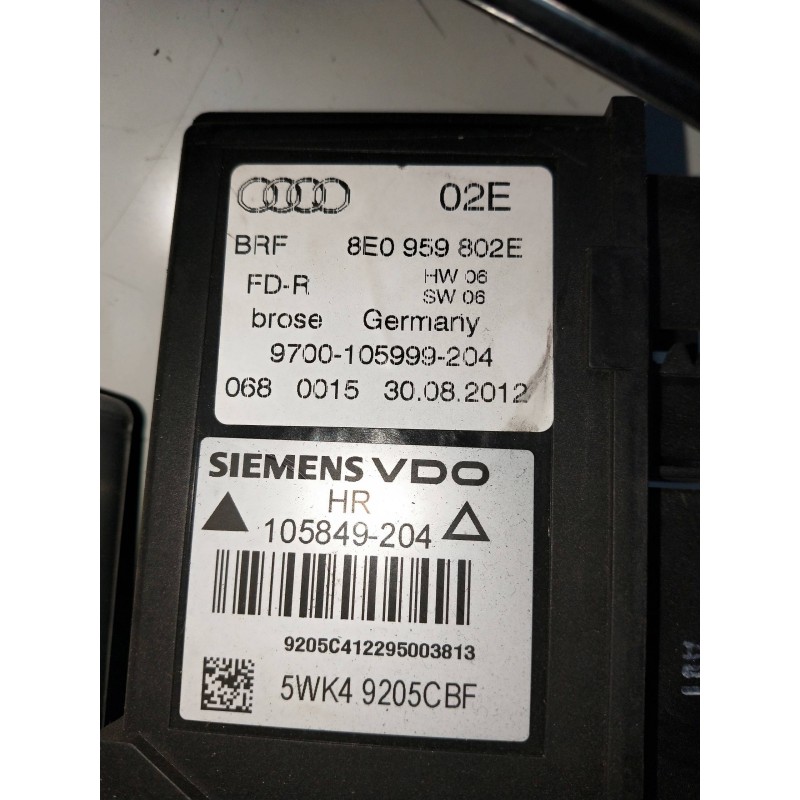 02E
BRF 8E0 959 802E
FD-R HW 06
SW 06
brose Germany
9700-105999-204
068 0015 30.08.2012
SIEMENS VDO
HR
105849-204
9205C412295003813
5WK4 9205CBF